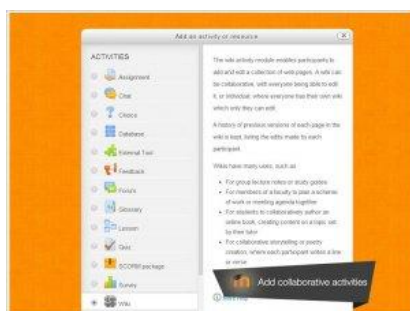 Add an activity or resource
ACTIVITIES
Assignment
Chat
Choice
Database
External Tool
Feedback
Forum
Glossary
Lesson
Quiz
SCORM package
Survey
Wiki
The wiki activity module enables participants to
add and edit a collection of web pages. A wiki can
be collaborative, with everyone being able to edit
it, or individual, where everyone has their own wiki
which only they can edit.
A history of previous versions of each page in the
wiki is kept, listing the edits made by each
participant.
Wikis have many uses, such as
For group lecture notes or study guides
For members of a faculty to plan a scheme
of work or meeting agenda together
For students to collaboratively author an
online book, creating content on a topic set
by their tutor
For collaborative storytelling or poetry
creation, where each participant writes a line
or verse
Add collaborative activities